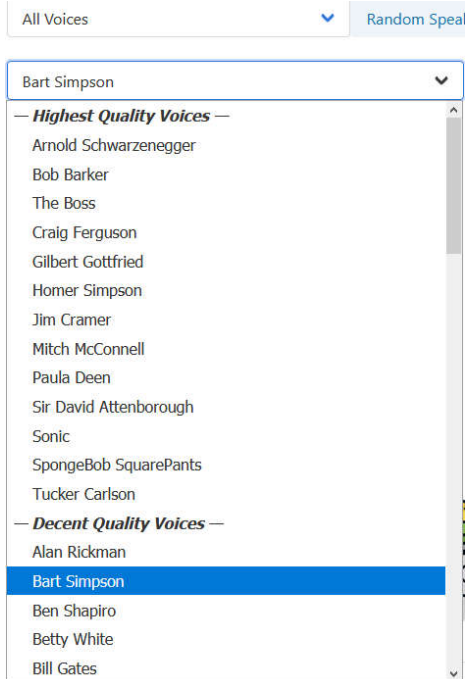 All Voices
Random Speal
Bart Simpson
— Highest Quality Voices —
Arnold Schwarzenegger
Bob Barker
The Boss
Craig Ferguson
Gilbert Gottfried
Homer Simpson
Jim Cramer
Mitch McConnell
Paula Deen
Sir David Attenborough
Sonic
SpongeBob SquarePants
Tucker Carlson
— Decent Quality Voices —
Alan Rickman
Bart Simpson
Ben Shapiro
Betty White
Bill Gates